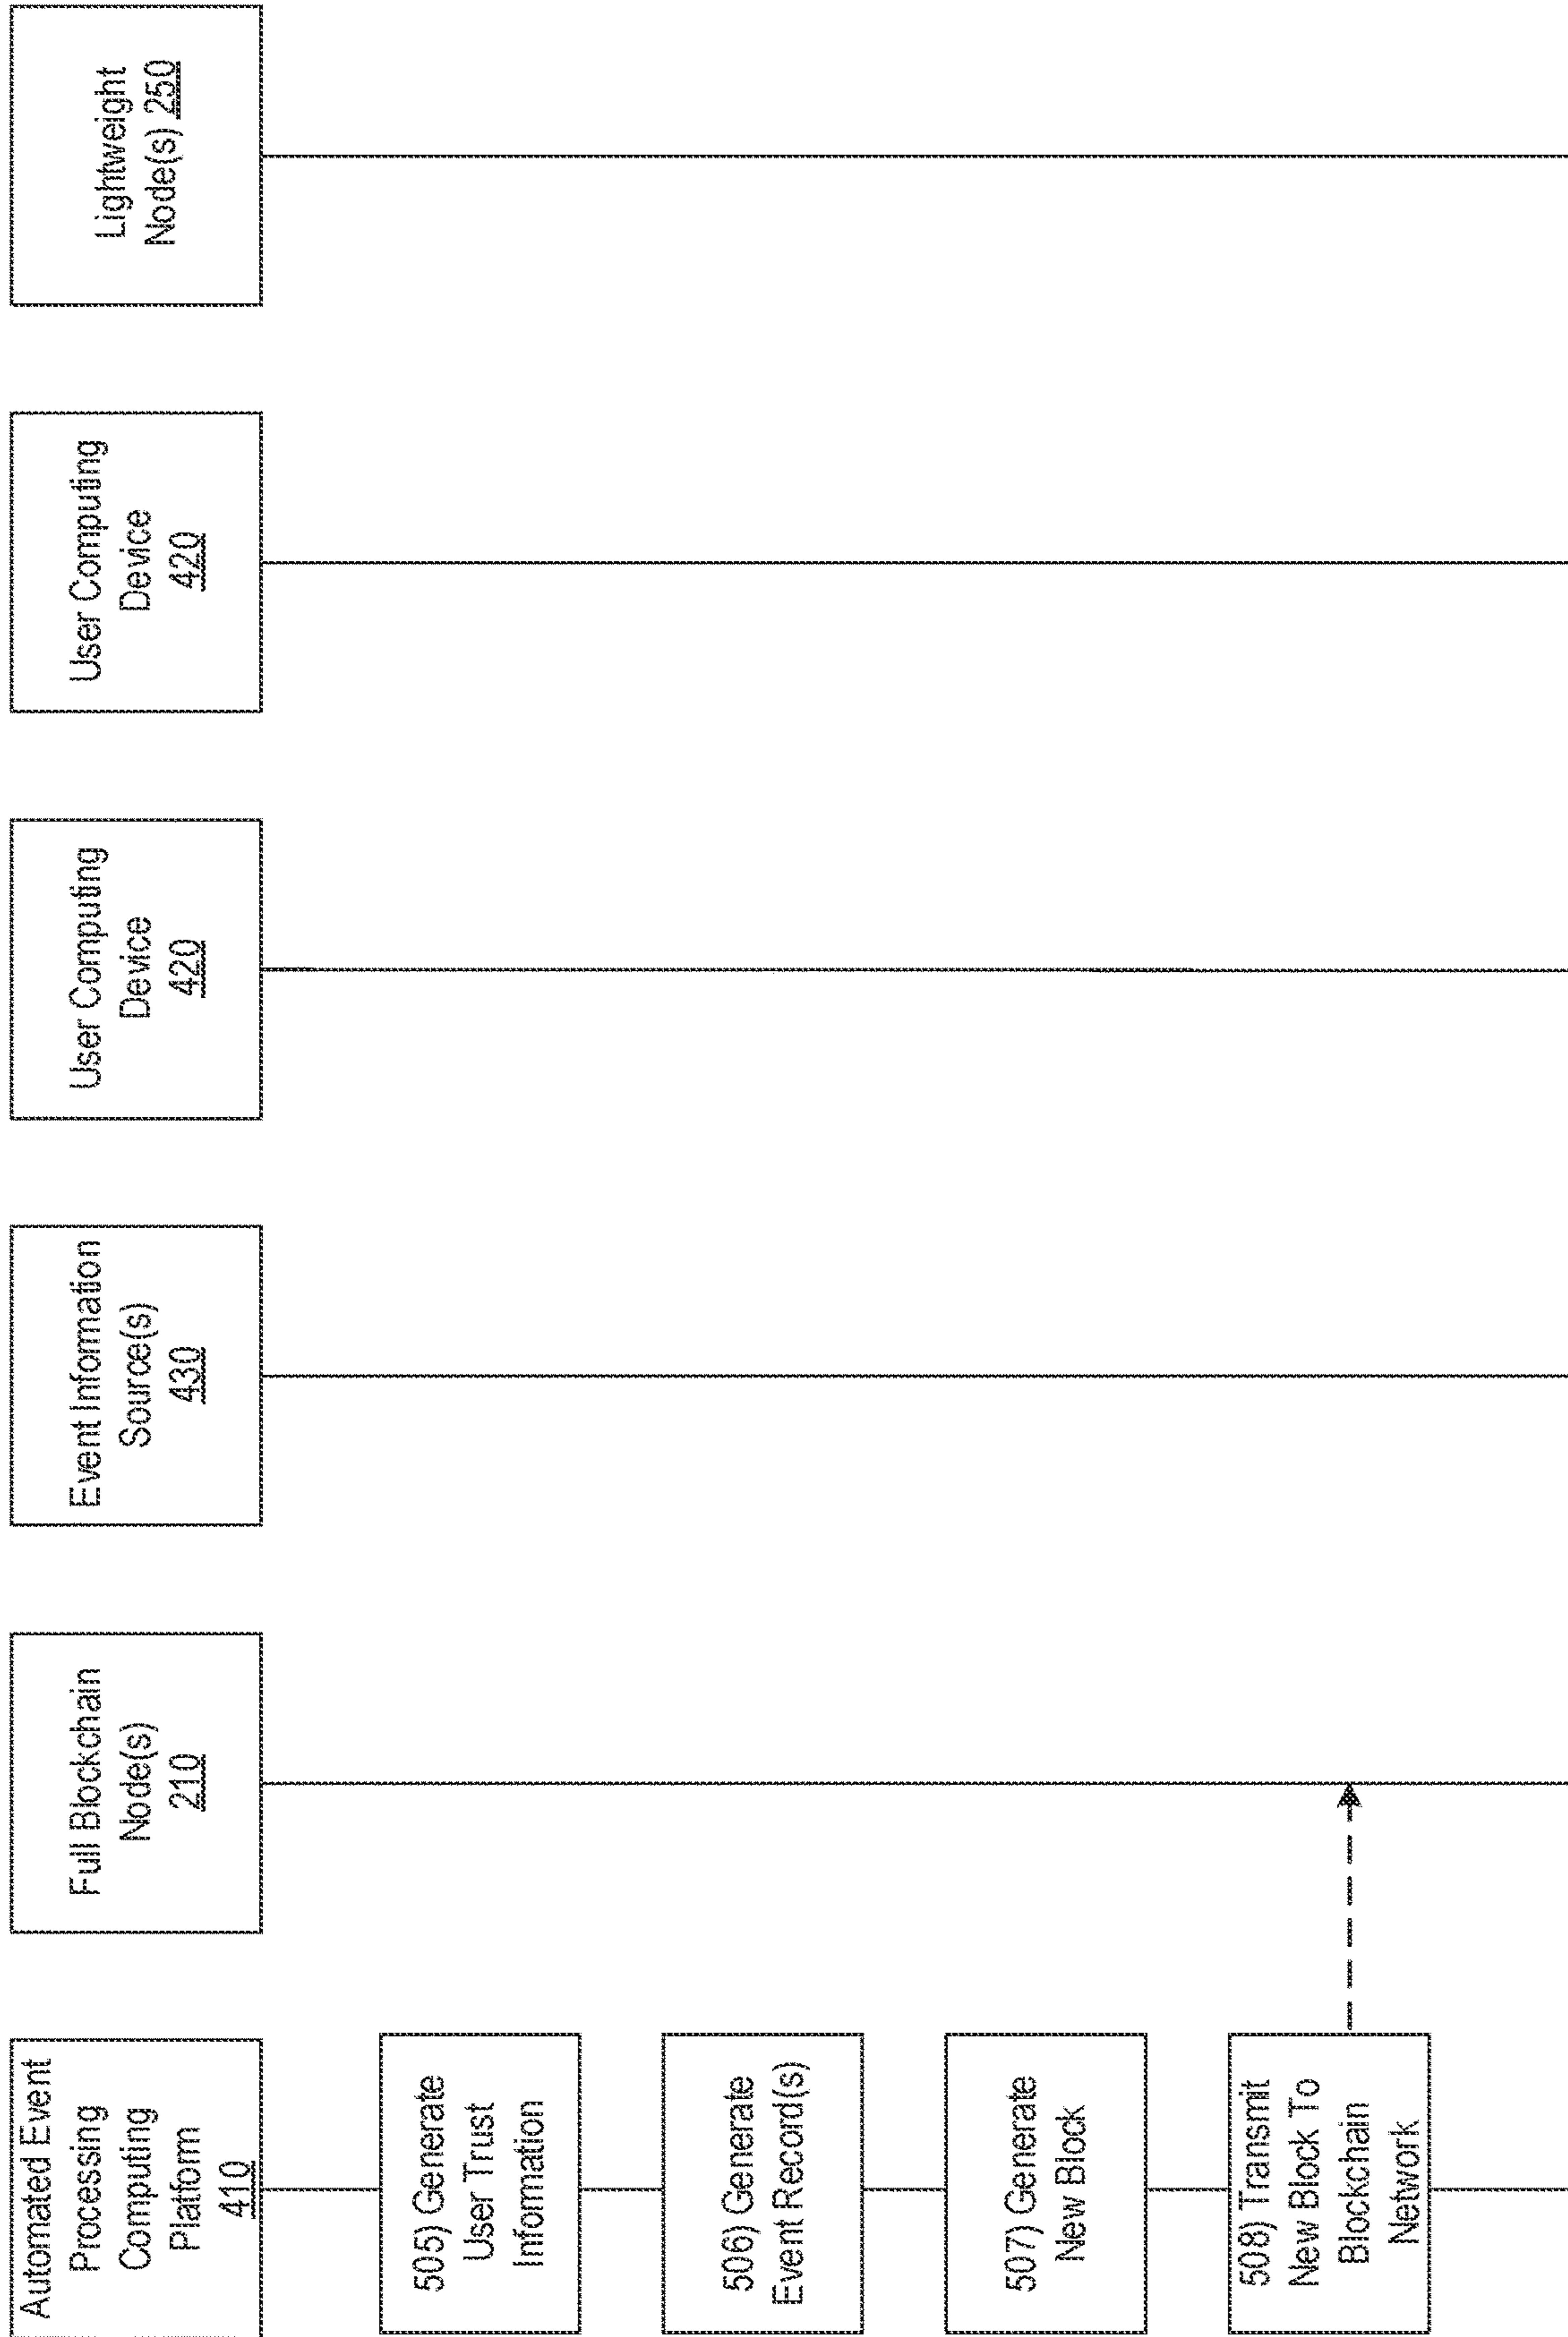 Automated Event
Processing
Computing
Platform
410
Full Blockchain
Node(s)
210
Event Information
Source(s)
430
User Computing
Device
420
User Computing
Device
420
Lightweight
Node(s) 250
505) Generate
User Trust
Information
506) Generate
Event Record(s)
507) Generate
New Block
508) Transmit
New Block To
Blockchain
Network